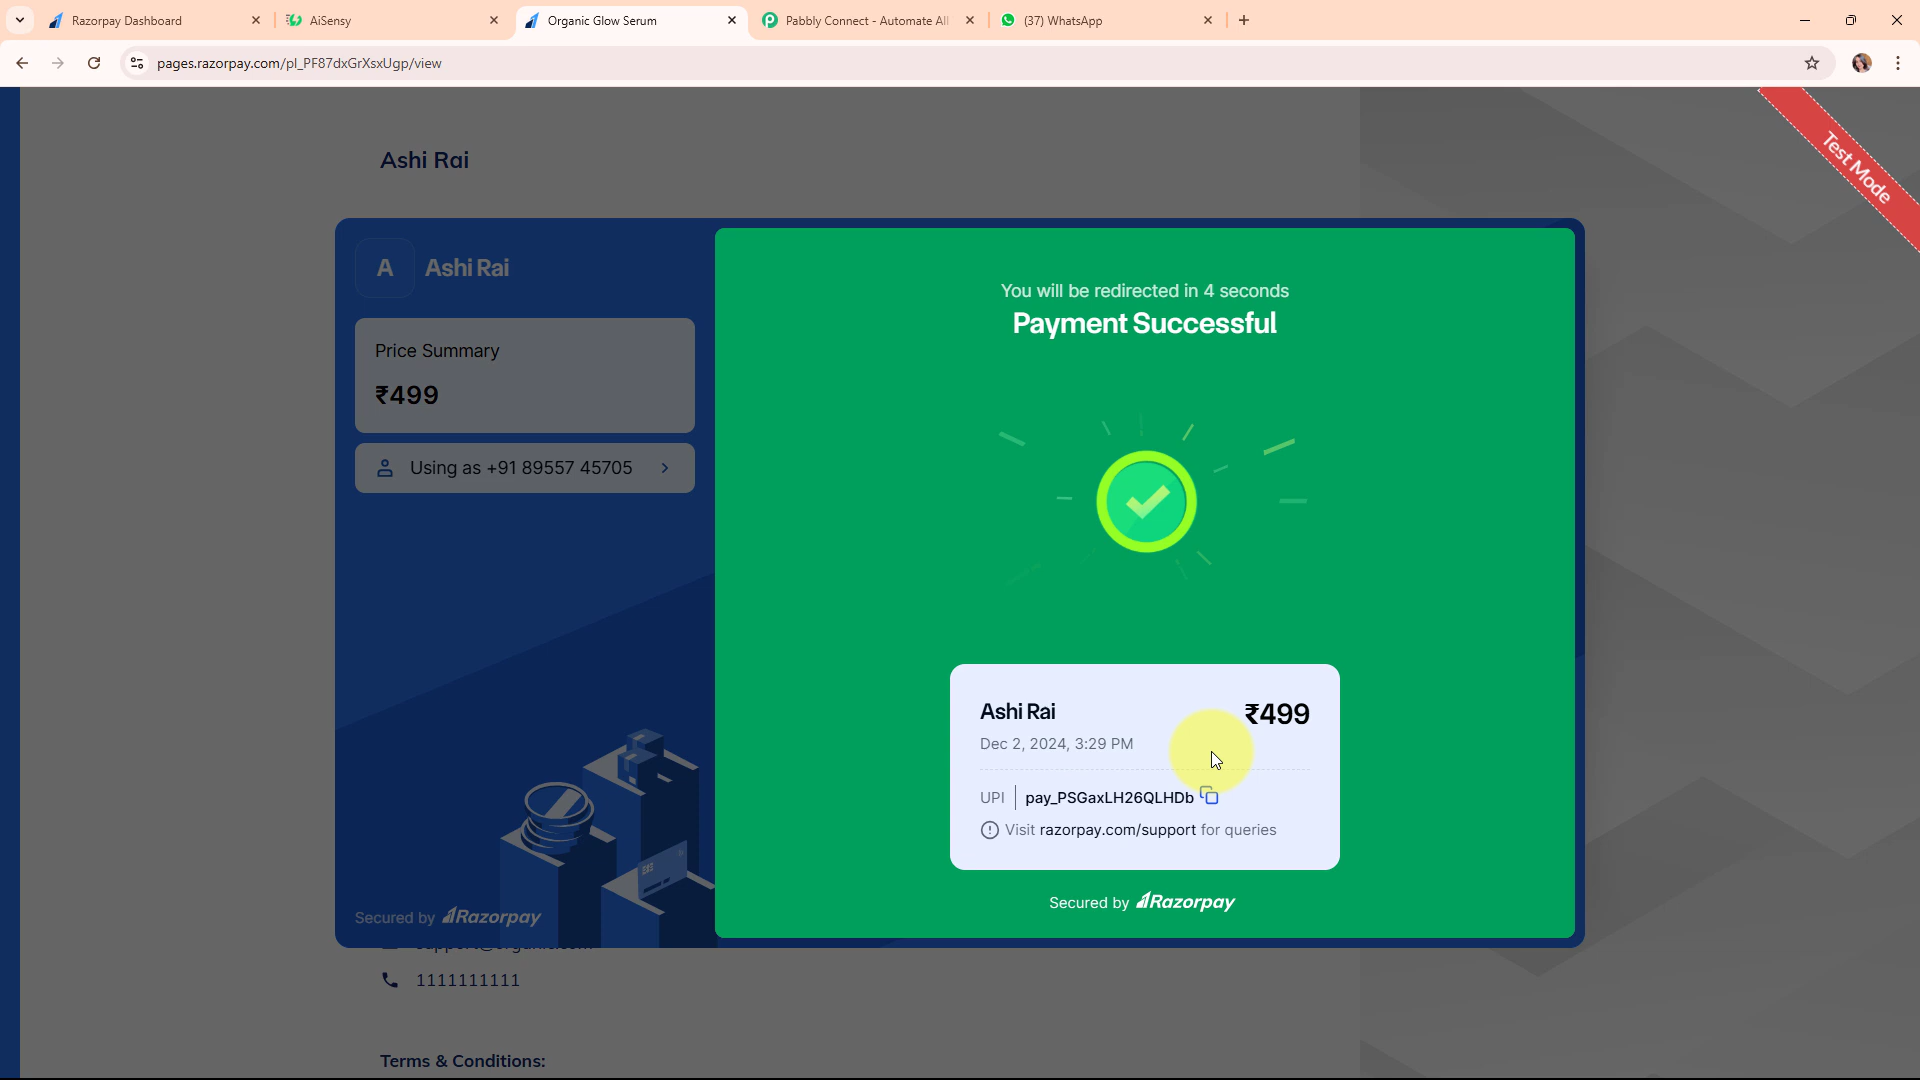 Razorpay Dashboard
AiSensy
Organic Glow Serum
Pabbly Connect - Automate All
(37) WhatsApp
pages.razorpay.com/pl_PF87dxGrXsxUgp/view
Test Mode
Ashi Rai
A
Ashi Rai
Price Summary
₹499
Using as +91 89557 45705
Secured by Razorpay
You will be redirected in 4 seconds
Payment Successful
Ashi Rai
₹499
Dec 2, 2024, 3:29 PM
UPI pay_PSGaxLH26QLHDb
Visit razorpay.com/support for queries
Secured by Razorpay
1111111111
Terms & Conditions: